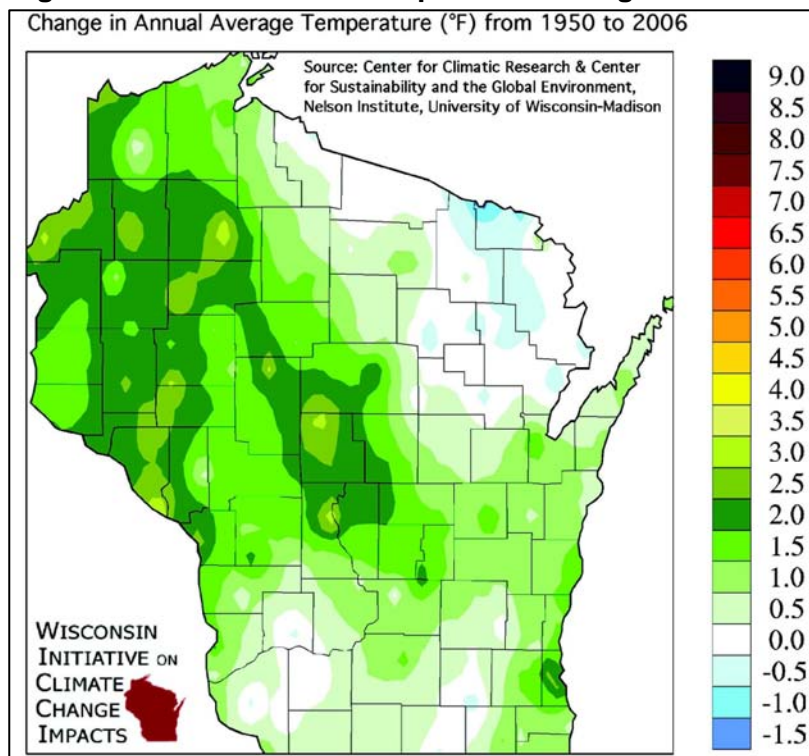 Change in Annual Average Temperature (°F) from 1950 to 2006
Source: Center for Climatic Research & Center
for Sustainability and the Global Environment,
Nelson Institute, University of Wisconsin-Madison
9.0
8.5
8.0
7.5
7.0
6.5
6.0
5.5
5.0
4.5
4.0
3.5
3.0
2.5
2.0
1.5
1.0
0.5
0.0
-0.5
-1.0
-1.5
WISCONSIN
INITIATIVE ON
CLIMATE
CHANGE
IMPACTS